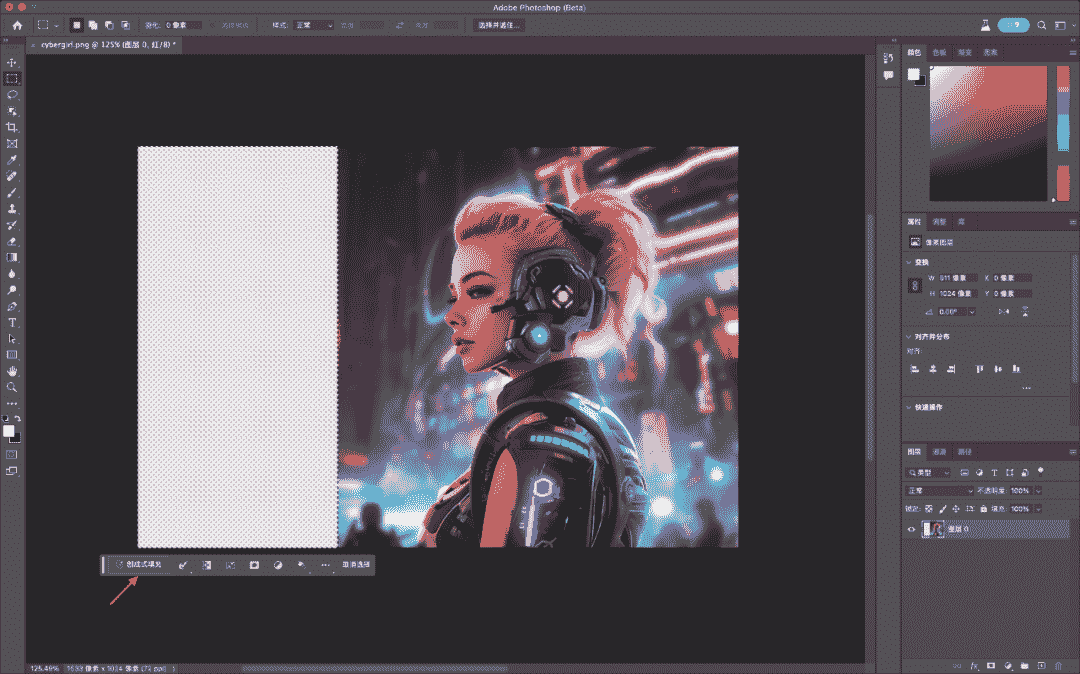 Adobe Photoshop (Beta)
羽化: 0 像素
样式: 正常
选择并遮住...
cybergirl.png @ 125% (图层 0, 红/8) *
颜色 色板 渐变 图案
属性 调整 库
像素图层
变换
W 511 像素 X 0 像素
H 1024 像素 Y 0 像素
0.00°
对齐并分布
对齐:
快速操作
图层 通道 路径
类型
正常 不透明度: 100%
锁定: 填充: 100%
图层 0
创成式填充 取消选择
125.49% 1533 像素 x 1024 像素 (72 ppi)